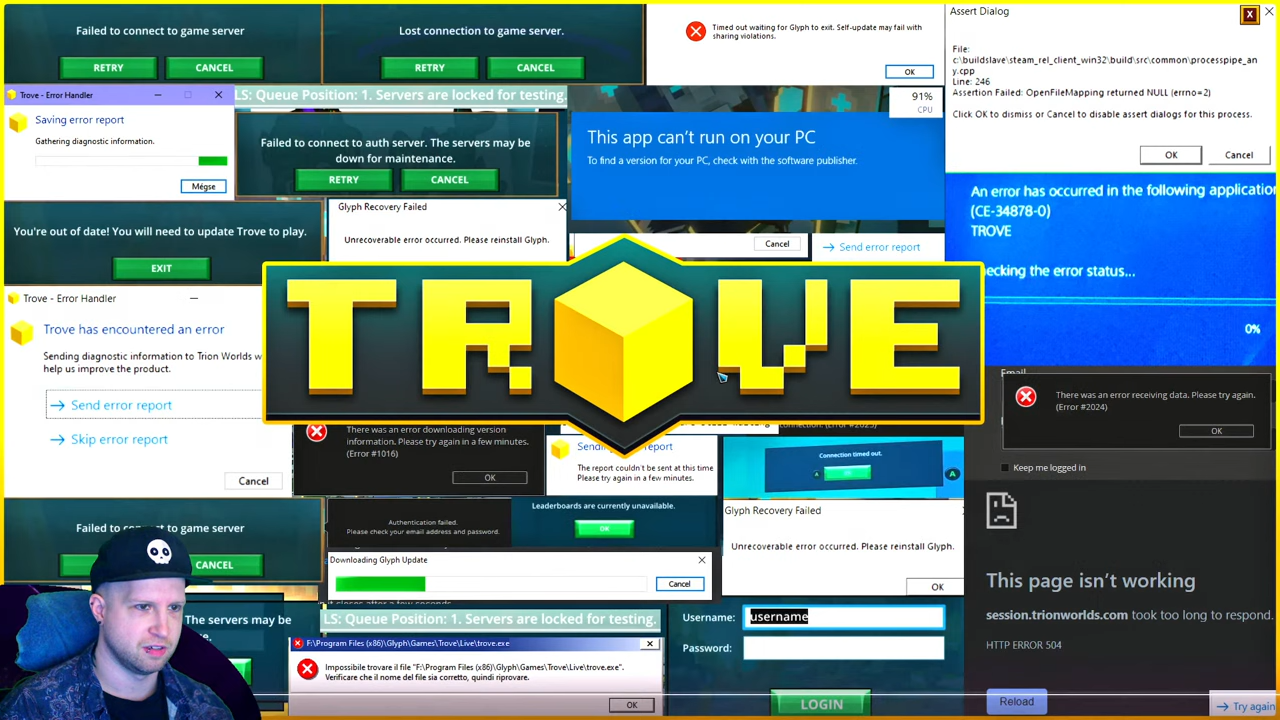 Failed to connect to game server
RETRY
CANCEL
Lost connection to game server.
RETRY
CANCEL
Timed out waiting for Glyph to exit. Self-update may fail with
sharing violations.
OK
Assert Dialog
X
File:
c:\buildslave\steam_rel_client_win32\build\src\common\processpipe_an
y.cpp
Line: 246
Assertion Failed: OpenFileMapping returned NULL (errno=2)
Click OK to dismiss or Cancel to disable assert dialogs for this process.
OK
Cancel
Trove - Error Handler
Saving error report
Gathering diagnostic information.
Mégse
LS: Queue Position: 1. Servers are locked for testing.
Failed to connect to auth server. The servers may be
down for maintenance.
RETRY
CANCEL
91%
CPU
This app can't run on your PC
To find a version for your PC, check with the software publisher.
You're out of date! You will need to update Trove to play.
EXIT
Glyph Recovery Failed
Unrecoverable error occurred. Please reinstall Glyph.
Cancel
→ Send error report
An error has occurred in the following application
(CE-34878-0)
TROVE
hecking the error status...
0%
Trove - Error Handler
Trove has encountered an error
Sending diagnostic information to Trion Worlds w
help us improve the product.
→ Send error report
→ Skip error report
Cancel
TROVE
Email
There was an error receiving data. Please try again.
(Error #2024)
OK
Keep me logged in
There was an error downloading version
information. Please try again in a few minutes.
(Error #1016)
OK
connection. (Error #2025)
report
The report couldn't be sent at this time
Please try again in a few minutes.
Connection timed out.
A
A
Failed to connect to game server
CANCEL
Authentication failed.
Please check your email address and password.
Leaderboards are currently unavailable.
OK
Glyph Recovery Failed
Unrecoverable error occurred. Please reinstall Glyph.
OK
This page isn't working
session.trionworlds.com took too long to respond.
HTTP ERROR 504
Reload
→ Try again
Downloading Glyph Update
Cancel
it closes after a few seconds
The servers may be
LS: Queue Position: 1. Servers are locked for testing.
F:\Program Files (x86)\Glyph\Games\Trove\Live\trove.exe
Impossibile trovare il file "F:\Program Files (x86)\Glyph\Games\Trove\Live\trove.exe".
Verificare che il nome del file sia corretto, quindi riprovare.
OK
Username:
username
Password:
LOGIN